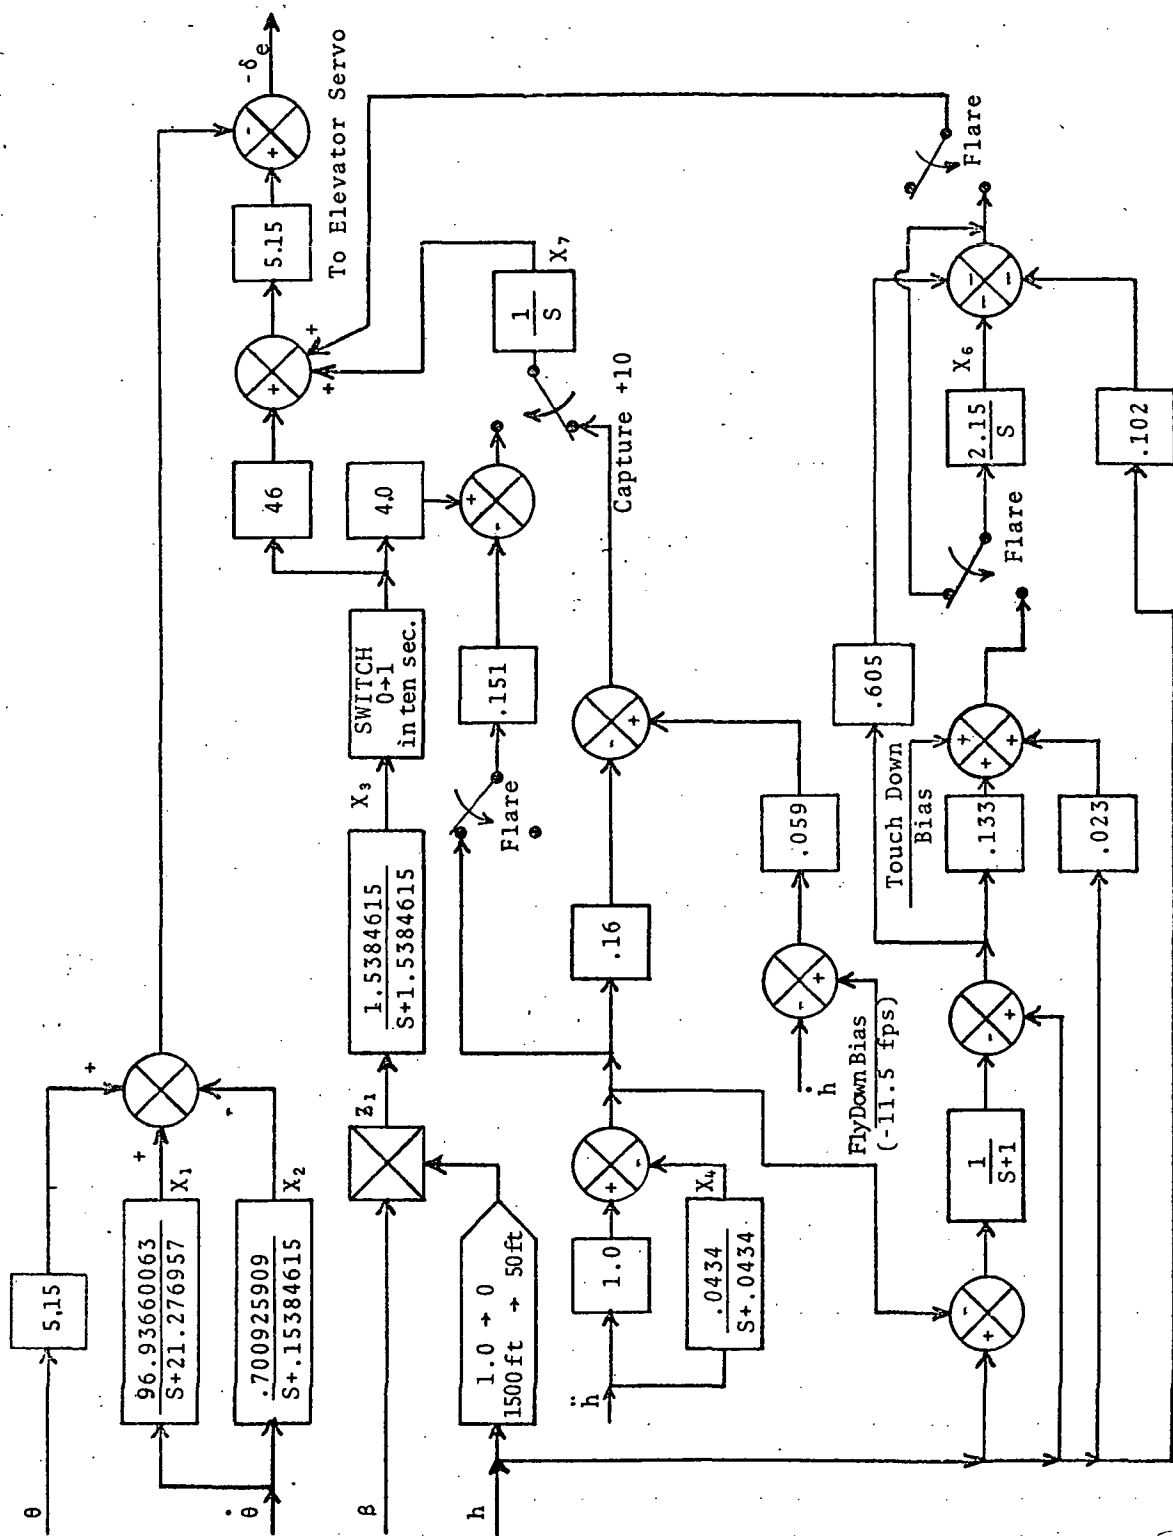 θ
5.15
+
θ̇
96.93660063
S+21.276957
X1
+
.700925909
S+.15384615
X2
-
-
+
-δe
To Elevator Servo
β
Z1
1.5384615
S+1.5384615
X3
SWITCH
0→1
in ten sec.
46
+
+
+
5.15
4.0
+
-
h
1.0 → 0
1500ft → 50ft
Flare
.151
1
S
X7
ḧ
1.0
+
-
.0434
S+.0434
X4
.16
-
+
Capture +10
ḣ
-
+
FlyDown Bias
(-11.5 fps)
.059
+
-
1
S+1
-
+
.605
Touch Down
Bias
.133
+
+
+
.023
Flare
2.15
S
X6
-
-
-
Flare
.102